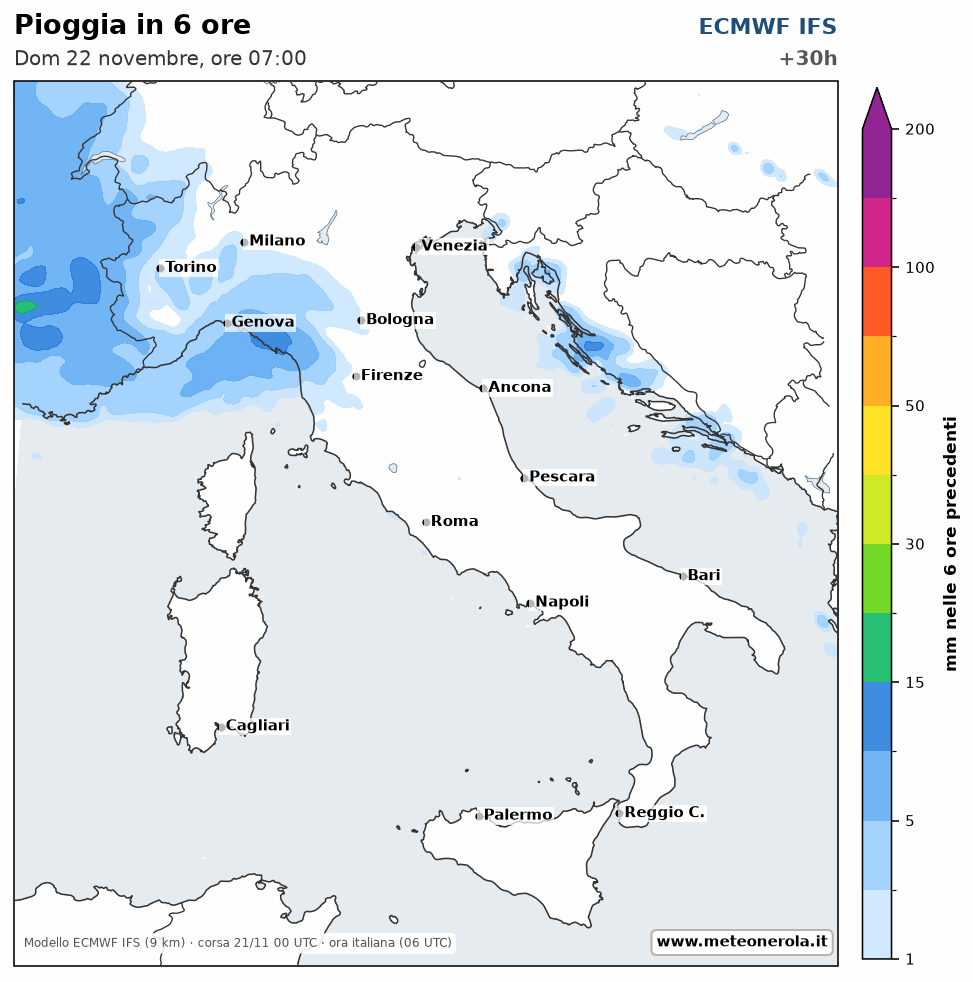 Pioggia in 6 ore
ECMWF IFS
Dom 22 novembre, ore 07:00
+30h
Milano
Venezia
Torino
Genova
Bologna
Firenze
Ancona
Pescara
Roma
Bari
Napoli
Cagliari
Palermo
Reggio C.
Modello ECMWF IFS (9 km) · corsa 21/11 00 UTC · ora italiana (06 UTC)
www.meteonerola.it
200
100
50
30
15
5
1
mm nelle 6 ore precedenti